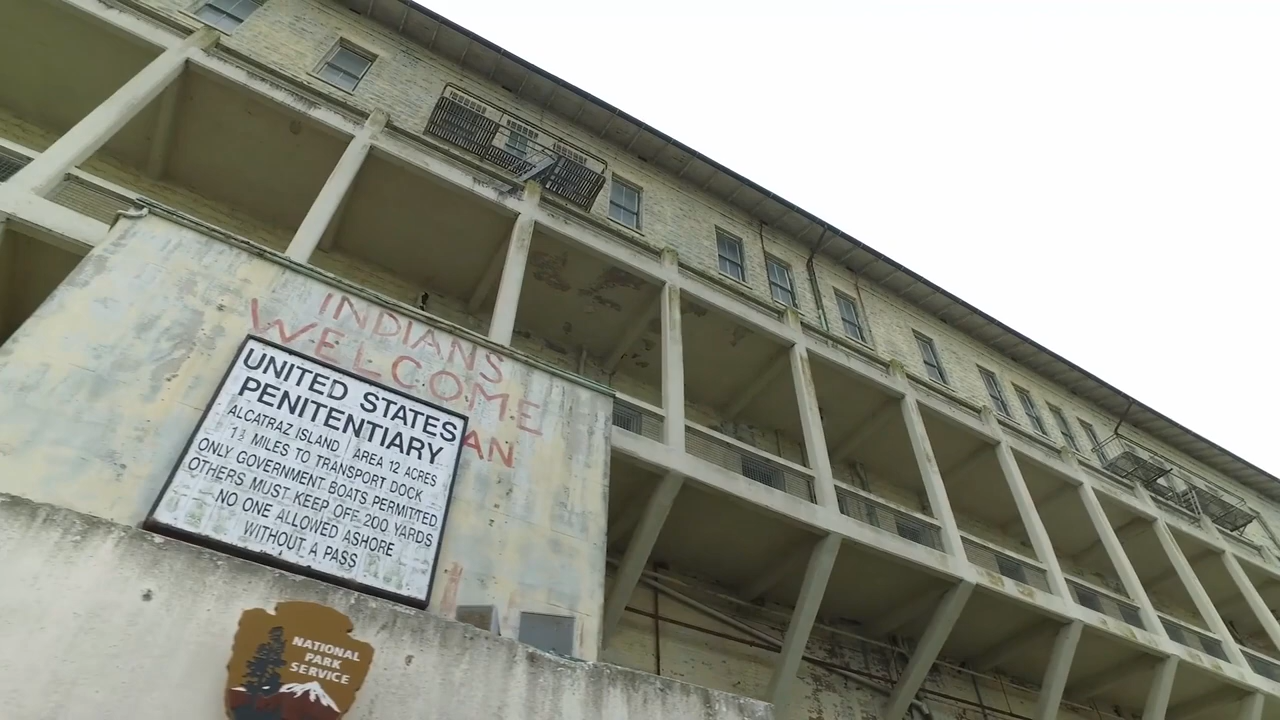 INDIANS
WELCOME
UNITED STATES
PENITENTIARY
ALCATRAZ ISLAND AREA 12 ACRES
1½ MILES TO TRANSPORT DOCK
ONLY GOVERNMENT BOATS PERMITTED
OTHERS MUST KEEP OFF 200 YARDS
NO ONE ALLOWED ASHORE
WITHOUT A PASS
AN
NATIONAL
PARK
SERVICE